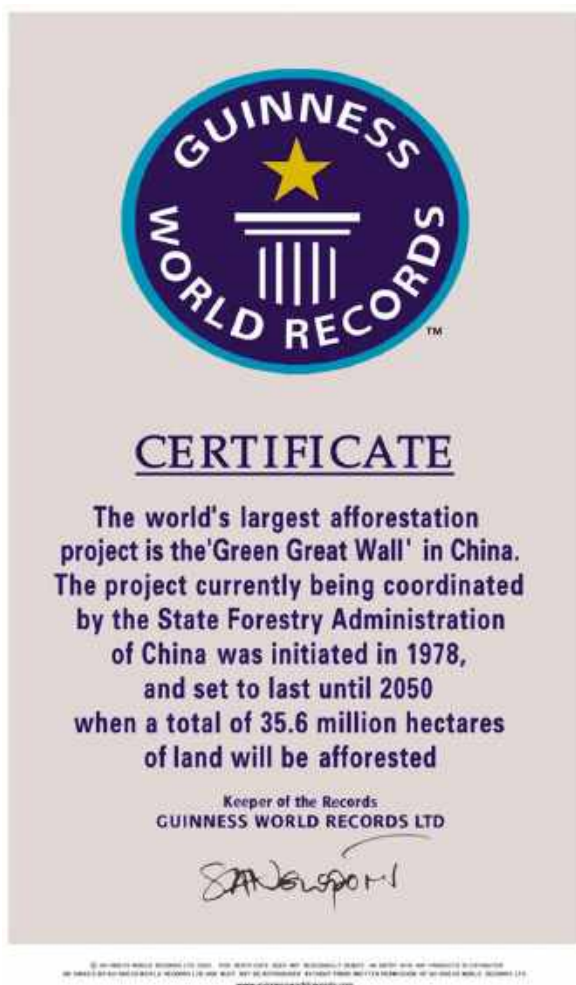 GUINNESS
WORLD RECORDS
TM
CERTIFICATE
The world's largest afforestation
project is the'Green Great Wall' in China.
The project currently being coordinated
by the State Forestry Administration
of China was initiated in 1978,
and set to last until 2050
when a total of 35.6 million hectares
of land will be afforested
Keeper of the Records
GUINNESS WORLD RECORDS LTD